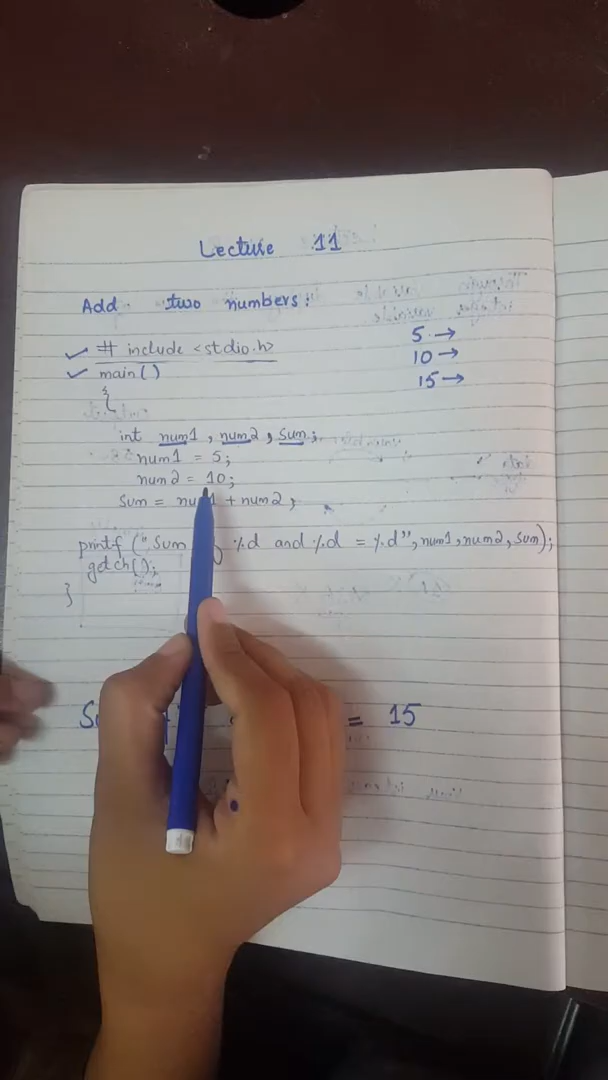 Lecture 11
Add two numbers:
# include <stdio.h>
main()
{
int num1, num2, sum;
num1 = 5;
num2 = 10;
sum = num1 + num2;
printf ("Sum %d and %d = %d", num1, num2, sum);
getch();
}
5 →
10 →
15 →
= 15